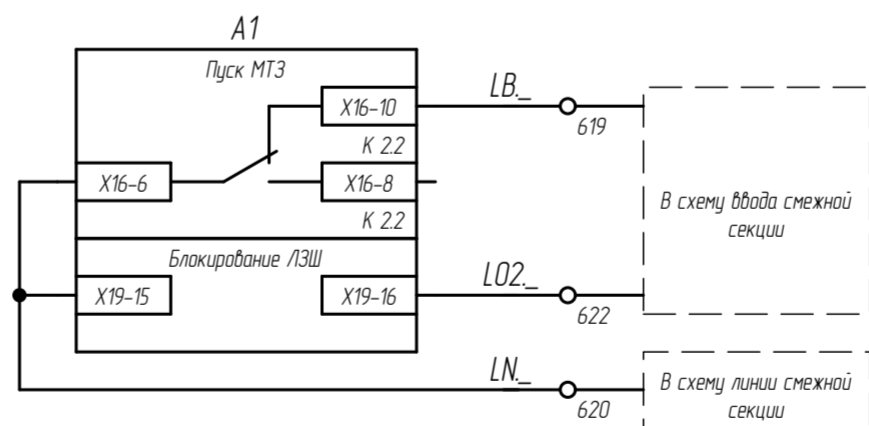 A1
Пуск МТЗ
X16-10
LB._
619
К 2.2
X16-6
X16-8
К 2.2
В схему ввода смежной
секции
Блокирование ЛЗШ
X19-15
X19-16
L02._
622
LN._
620
В схему линии смежной
секции